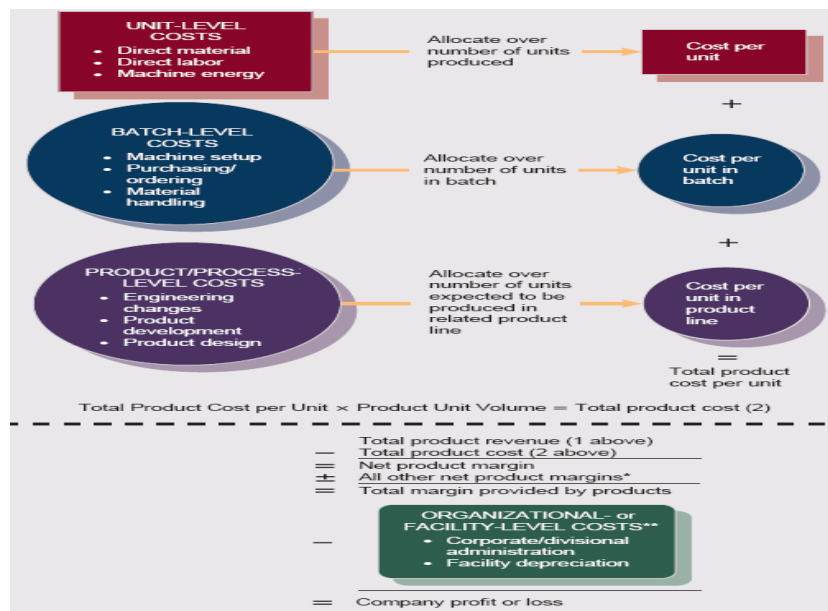 UNIT-LEVEL
COSTS
• Direct material
• Direct labor
• Machine energy
Allocate over
number of units
produced
Cost per
unit
+
BATCH-LEVEL
COSTS
• Machine setup
• Purchasing/
ordering
• Material
handling
Allocate over
number of units
in batch
Cost per
unit in
batch
+
PRODUCT/PROCESS-
LEVEL COSTS
• Engineering
changes
• Product
development
• Product design
Allocate over
number of units
expected to be
produced in
related product
line
Cost per
unit in
product
line
=
Total product
cost per unit
Total Product Cost per Unit × Product Unit Volume = Total product cost (2)
Total product revenue (1 above)
− Total product cost (2 above)
= Net product margin
± All other net product margins*
= Total margin provided by products
ORGANIZATIONAL- or
FACILITY-LEVEL COSTS**
− • Corporate/divisional
administration
• Facility depreciation
= Company profit or loss